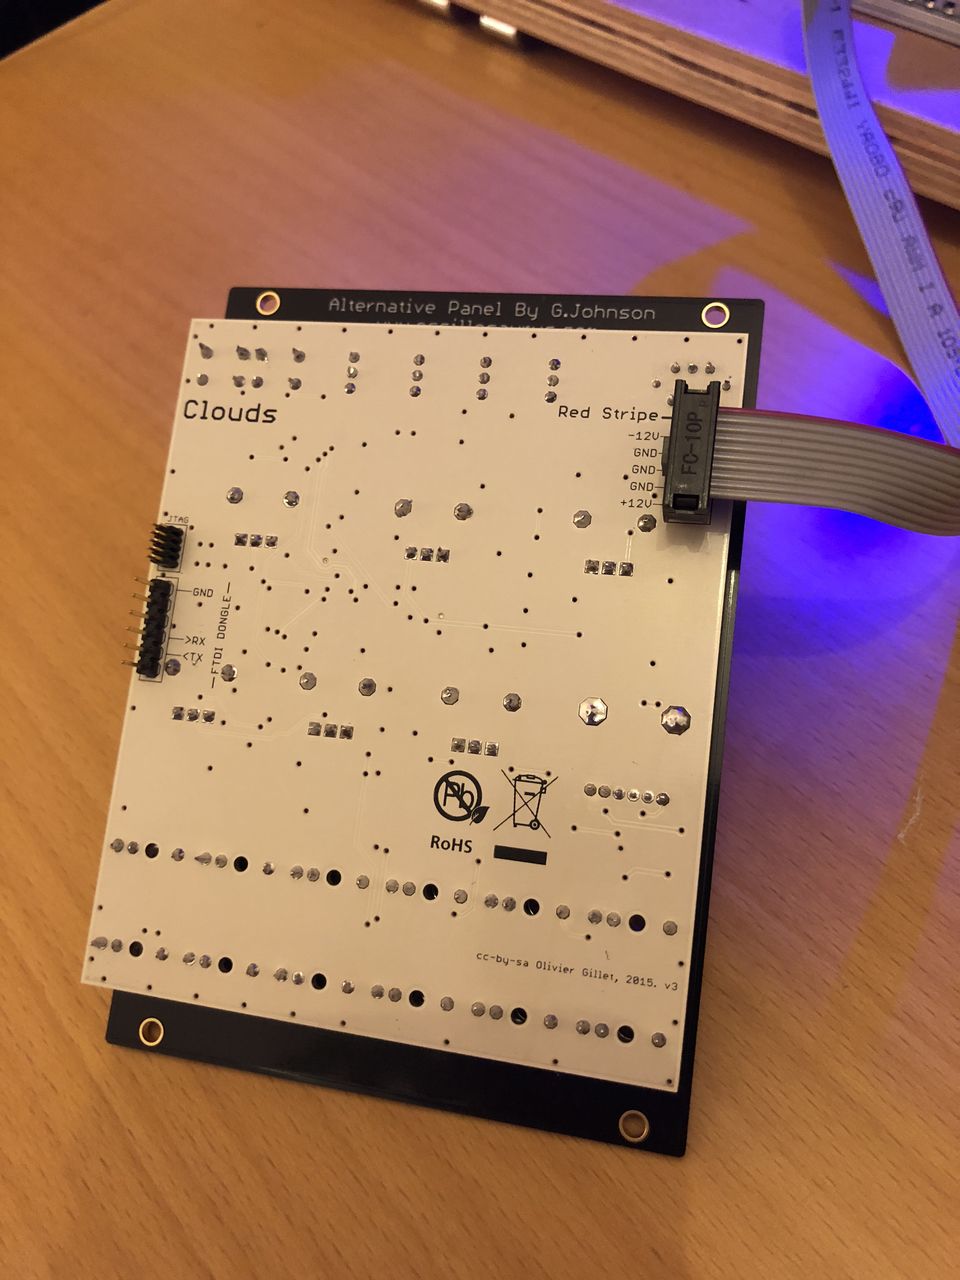 Alternative Panel By G.Johnson
Clouds
Red Stripe
-12V
GND
GND
GND
+12V
FC-10P
JTAG
GND
>RX
<TX
FTDI DONGLE
Pb
RoHS
cc-by-sa Olivier Gillet, 2015. v3